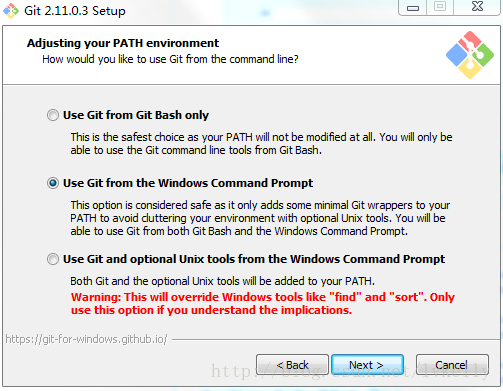 Git 2.11.0.3 Setup
Adjusting your PATH environment
How would you like to use Git from the command line?
Use Git from Git Bash only
This is the safest choice as your PATH will not be modified at all. You will only
be able to use the Git command line tools from Git Bash.
Use Git from the Windows Command Prompt
This option is considered safe as it only adds some minimal Git wrappers to your
PATH to avoid cluttering your environment with optional Unix tools. You will be
able to use Git from both Git Bash and the Windows Command Prompt.
Use Git and optional Unix tools from the Windows Command Prompt
Both Git and the optional Unix tools will be added to your PATH.
Warning: This will override Windows tools like "find" and "sort". Only
use this option if you understand the implications.
https://git-for-windows.github.io/
< Back
Next >
Cancel